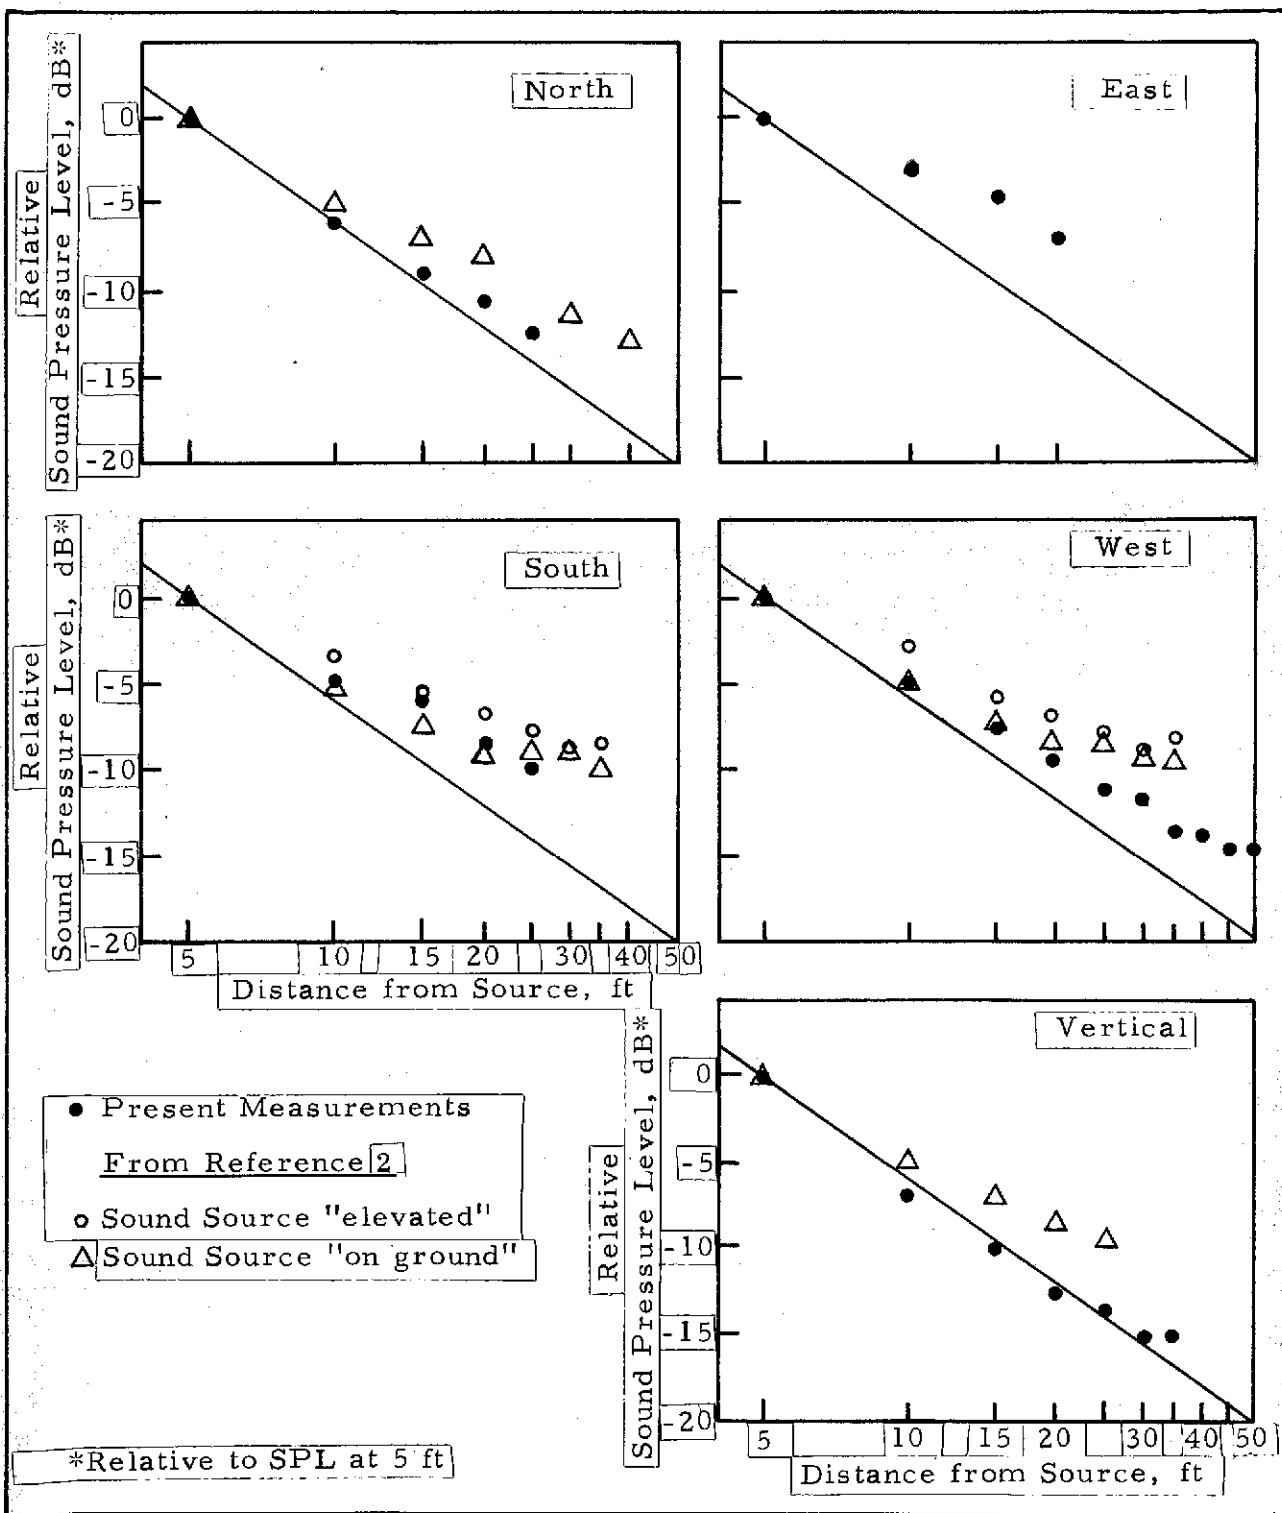 North
East
Relative
Sound Pressure Level, dB*
0
-5
-10
-15
-20
South
West
Relative
Sound Pressure Level, dB*
0
-5
-10
-15
-20
5 10 15 20 30 40 50
Distance from Source, ft
Vertical
Relative
Sound Pressure Level, dB*
0
-5
-10
-15
-20
5 10 15 20 30 40 50
Distance from Source, ft
Present Measurements
From Reference 2
Sound Source "elevated"
Sound Source "on ground"
*Relative to SPL at 5 ft